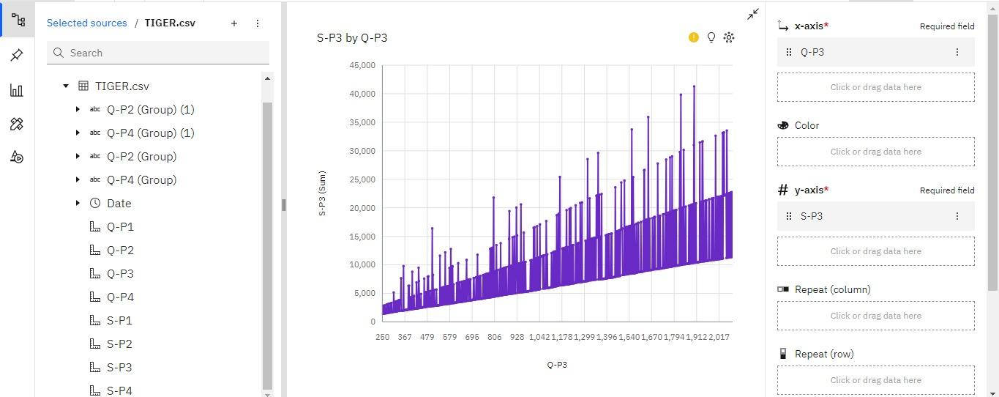 Selected sources / TIGER.csv
Search
TIGER.csv
abc Q-P2 (Group) (1)
abc Q-P4 (Group) (1)
abc Q-P2 (Group)
abc Q-P4 (Group)
Date
Q-P1
Q-P2
Q-P3
Q-P4
S-P1
S-P2
S-P3
S-P4
S-P3 by Q-P3
S-P3 (Sum)
45,000
40,000
35,000
30,000
25,000
20,000
15,000
10,000
5,000
0
250 367 479 579 695 806 928 1,042 1,178 1,299 1,396 1,540 1,670 1,794 1,912 2,017
Q-P3
x-axis* Required field
Q-P3
Click or drag data here
Color
Click or drag data here
# y-axis* Required field
S-P3
Click or drag data here
Repeat (column)
Click or drag data here
Repeat (row)
Click or drag data here